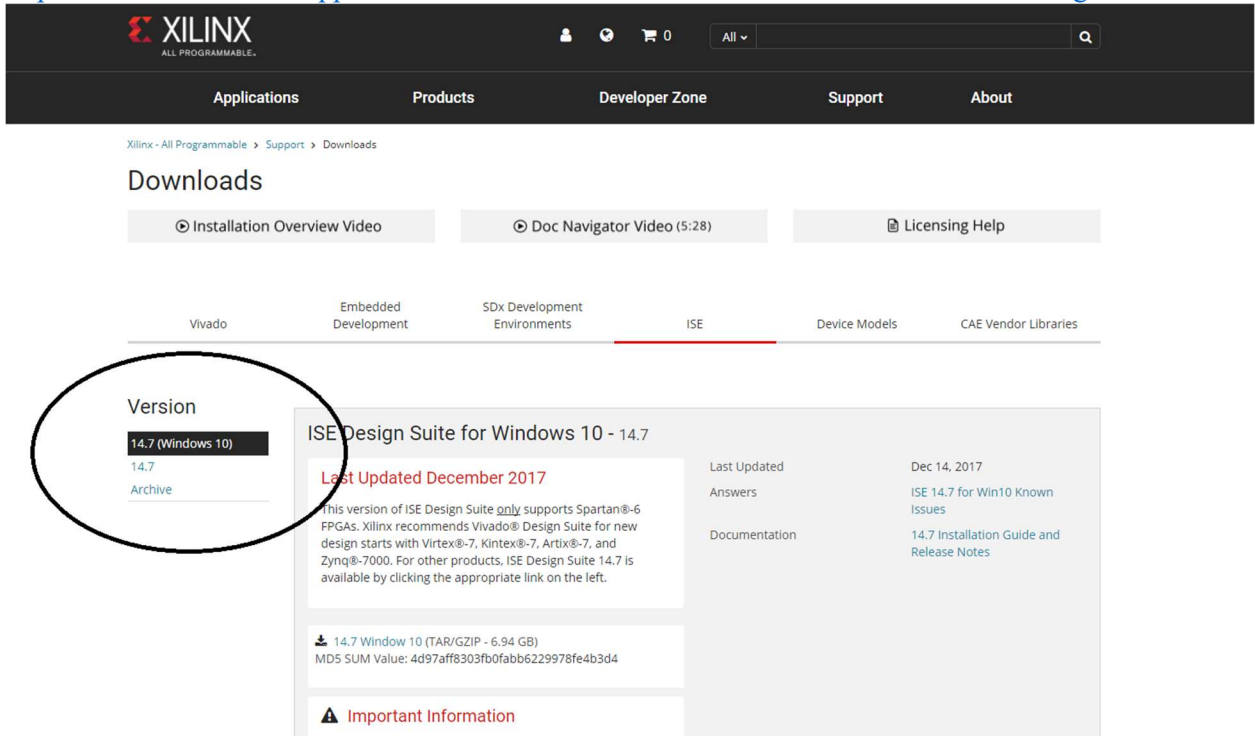 XILINX
ALL PROGRAMMABLE.
0
All
Applications Products Developer Zone Support About
Xilinx - All Programmable > Support > Downloads
Downloads
Installation Overview Video Doc Navigator Video (5:28) Licensing Help
Vivado Embedded Development SDx Development Environments ISE Device Models CAE Vendor Libraries
Version
14.7 (Windows 10)
14.7
Archive
ISE Design Suite for Windows 10 - 14.7
Last Updated December 2017
This version of ISE Design Suite only supports Spartan®-6
FPGAs. Xilinx recommends Vivado® Design Suite for new
design starts with Virtex®-7, Kintex®-7, Artix®-7, and
Zynq®-7000. For other products, ISE Design Suite 14.7 is
available by clicking the appropriate link on the left.
Last Updated Dec 14, 2017
Answers ISE 14.7 for Win10 Known
Issues
Documentation 14.7 Installation Guide and
Release Notes
14.7 Window 10 (TAR/GZIP - 6.94 GB)
MD5 SUM Value: 4d97aff8303fb0fabb6229978fe4b3d4
Important Information